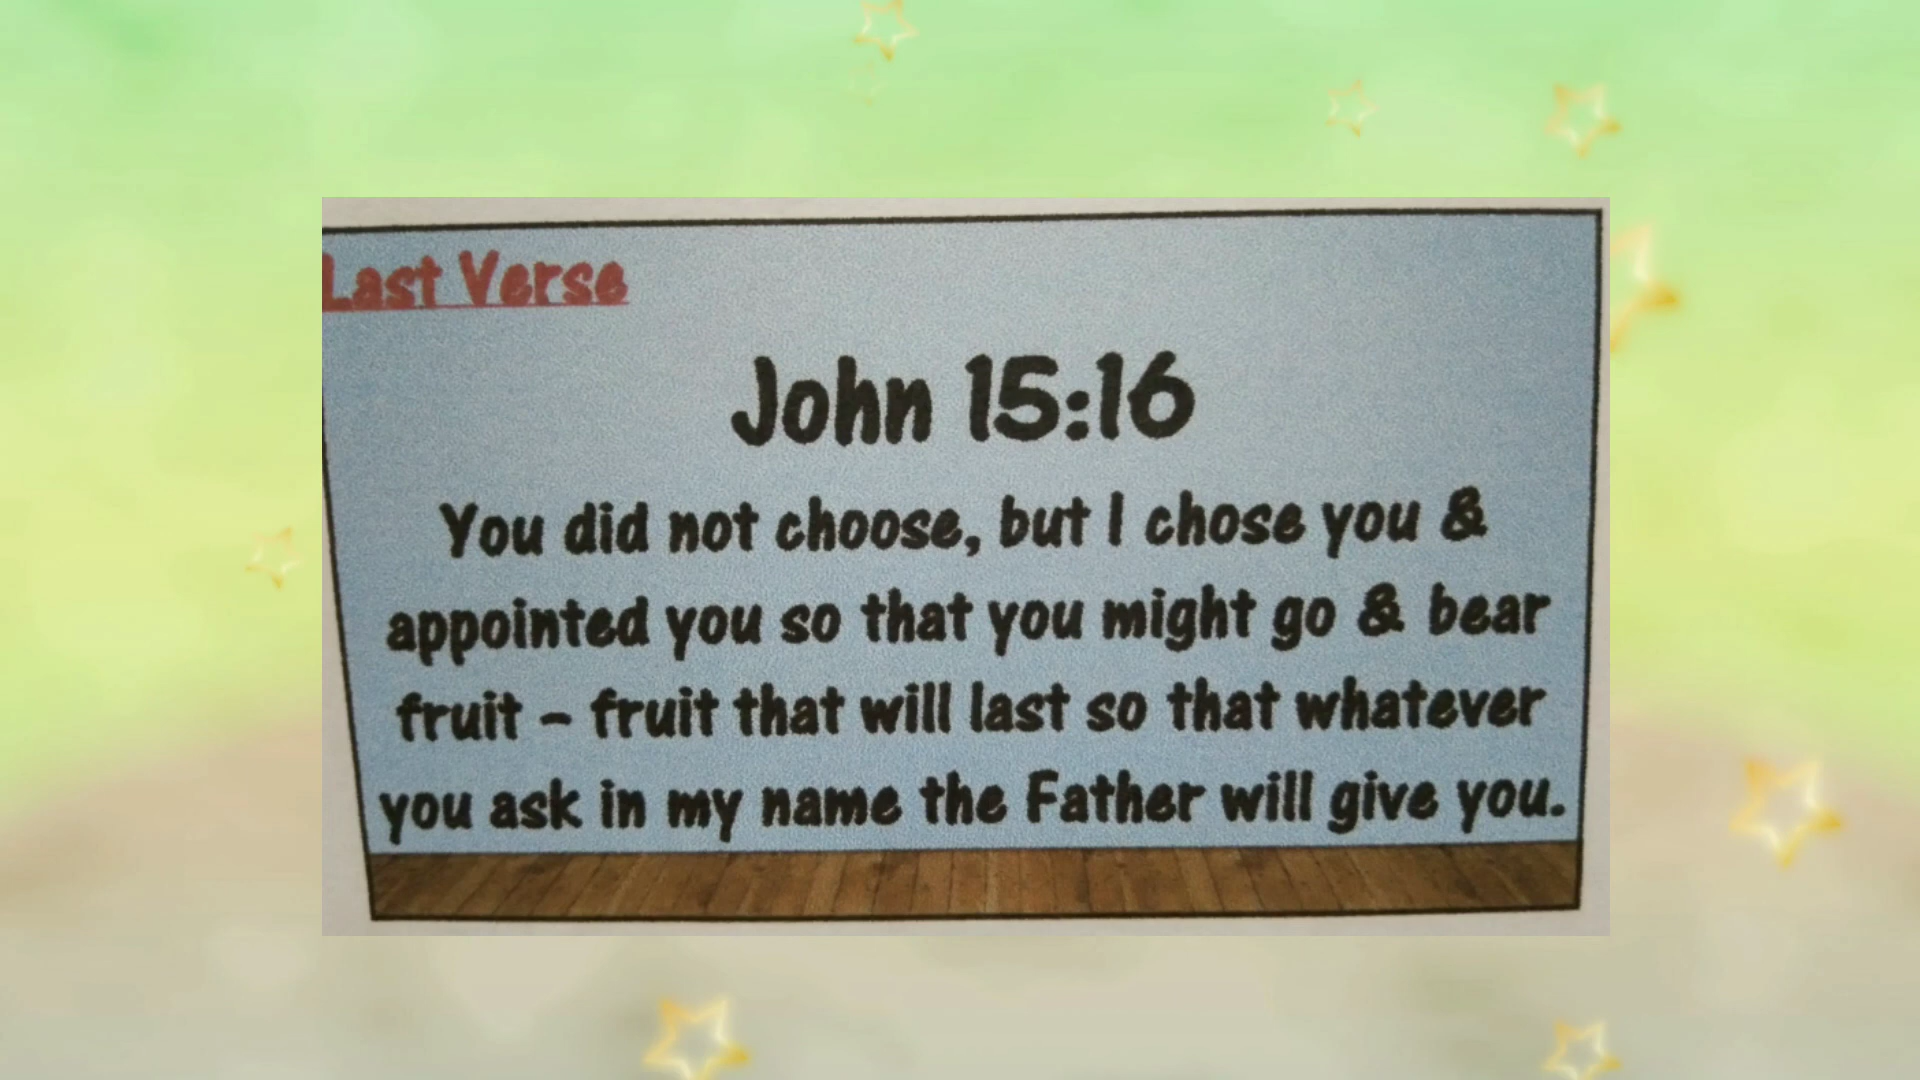 Last Verse
John 15:16
You did not choose, but I chose you &
appointed you so that you might go & bear
fruit – fruit that will last so that whatever
you ask in my name the Father will give you.